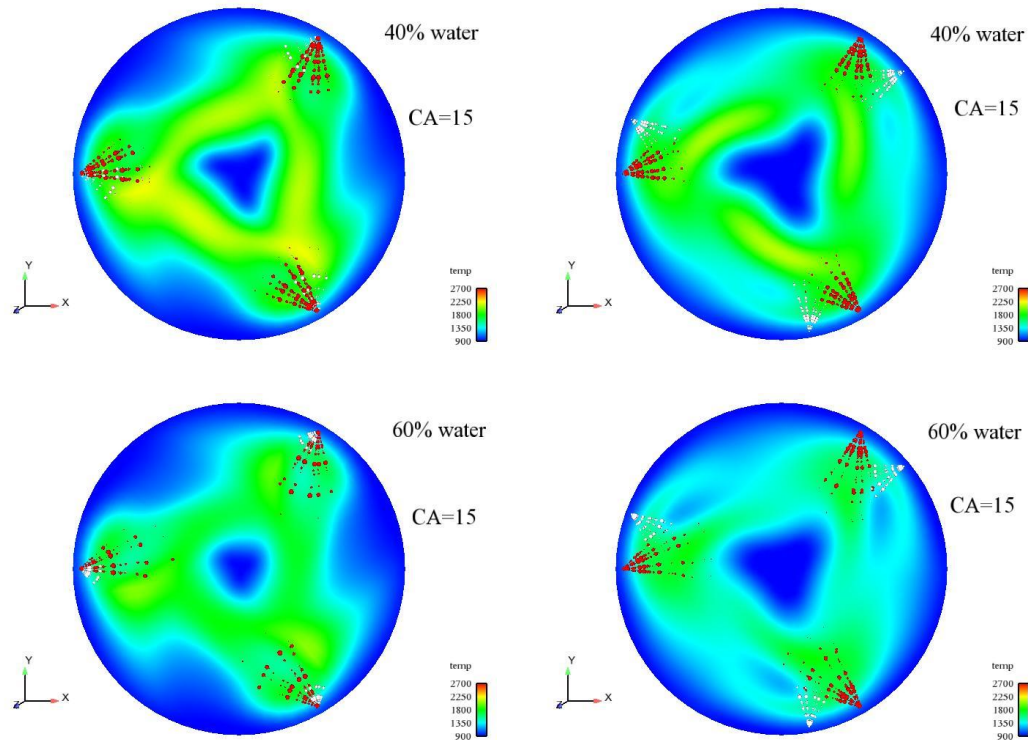 40% water
CA=15
Y
Z
X
temp
2700
2250
1800
1350
900
40% water
CA=15
Y
Z
X
temp
2700
2250
1800
1350
900
60% water
CA=15
Y
Z
X
temp
2700
2250
1800
1350
900
60% water
CA=15
Y
Z
X
temp
2700
2250
1800
1350
900